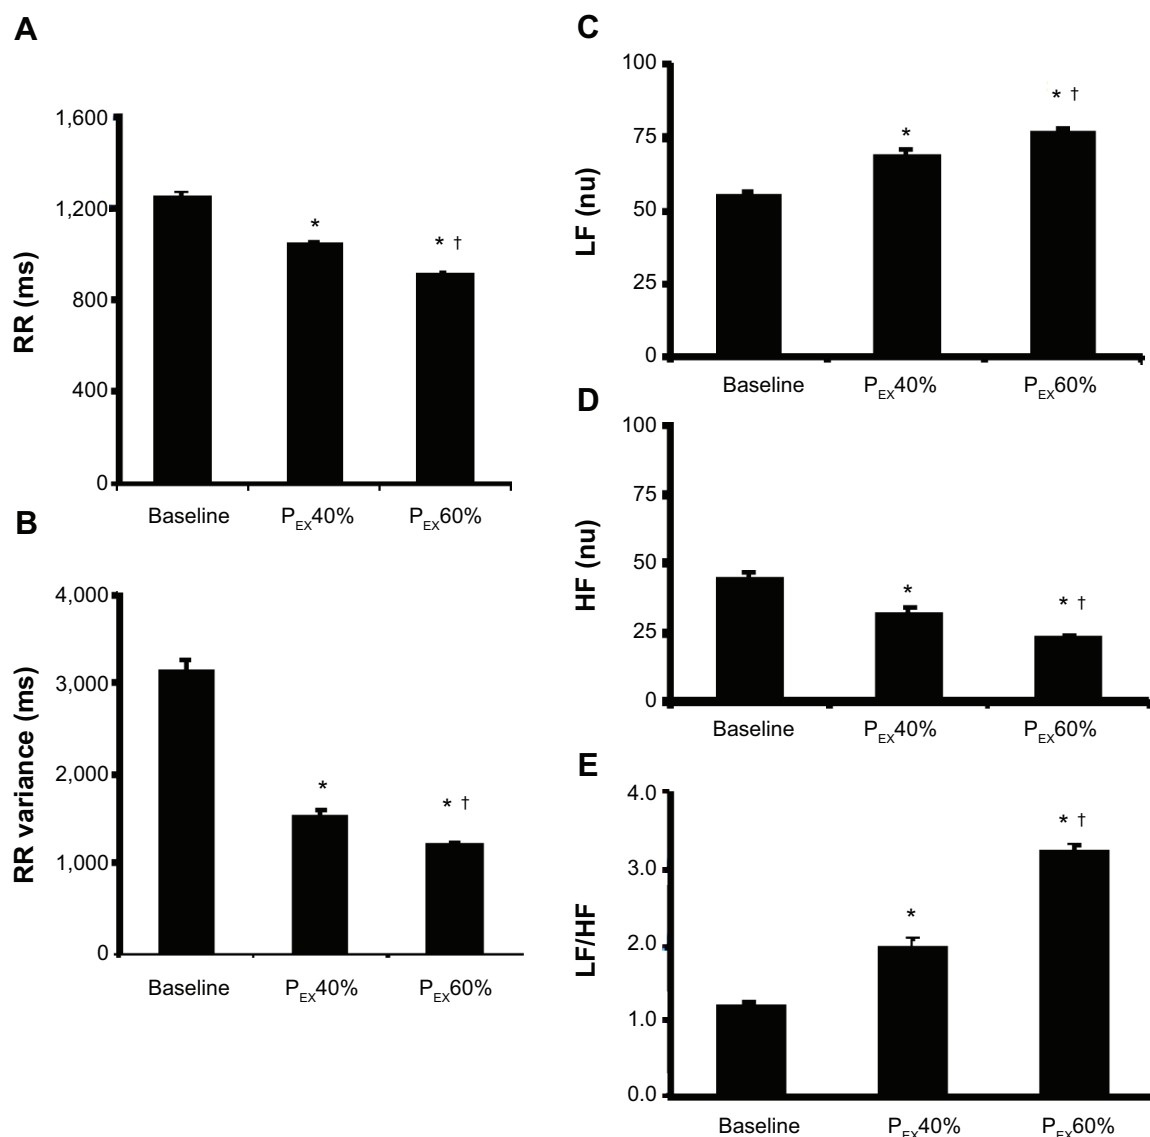 A
1,600
1,200
800
400
0
RR (ms)
*
* †
Baseline
PEX40%
PEX60%
B
4,000
3,000
2,000
1,000
0
RR variance (ms)
*
* †
Baseline
PEX40%
PEX60%
C
100
75
50
25
0
LF (nu)
*
* †
Baseline
PEX40%
PEX60%
D
100
75
50
25
0
HF (nu)
*
* †
Baseline
PEX40%
PEX60%
E
4.0
3.0
2.0
1.0
0.0
LF/HF
*
* †
Baseline
PEX40%
PEX60%